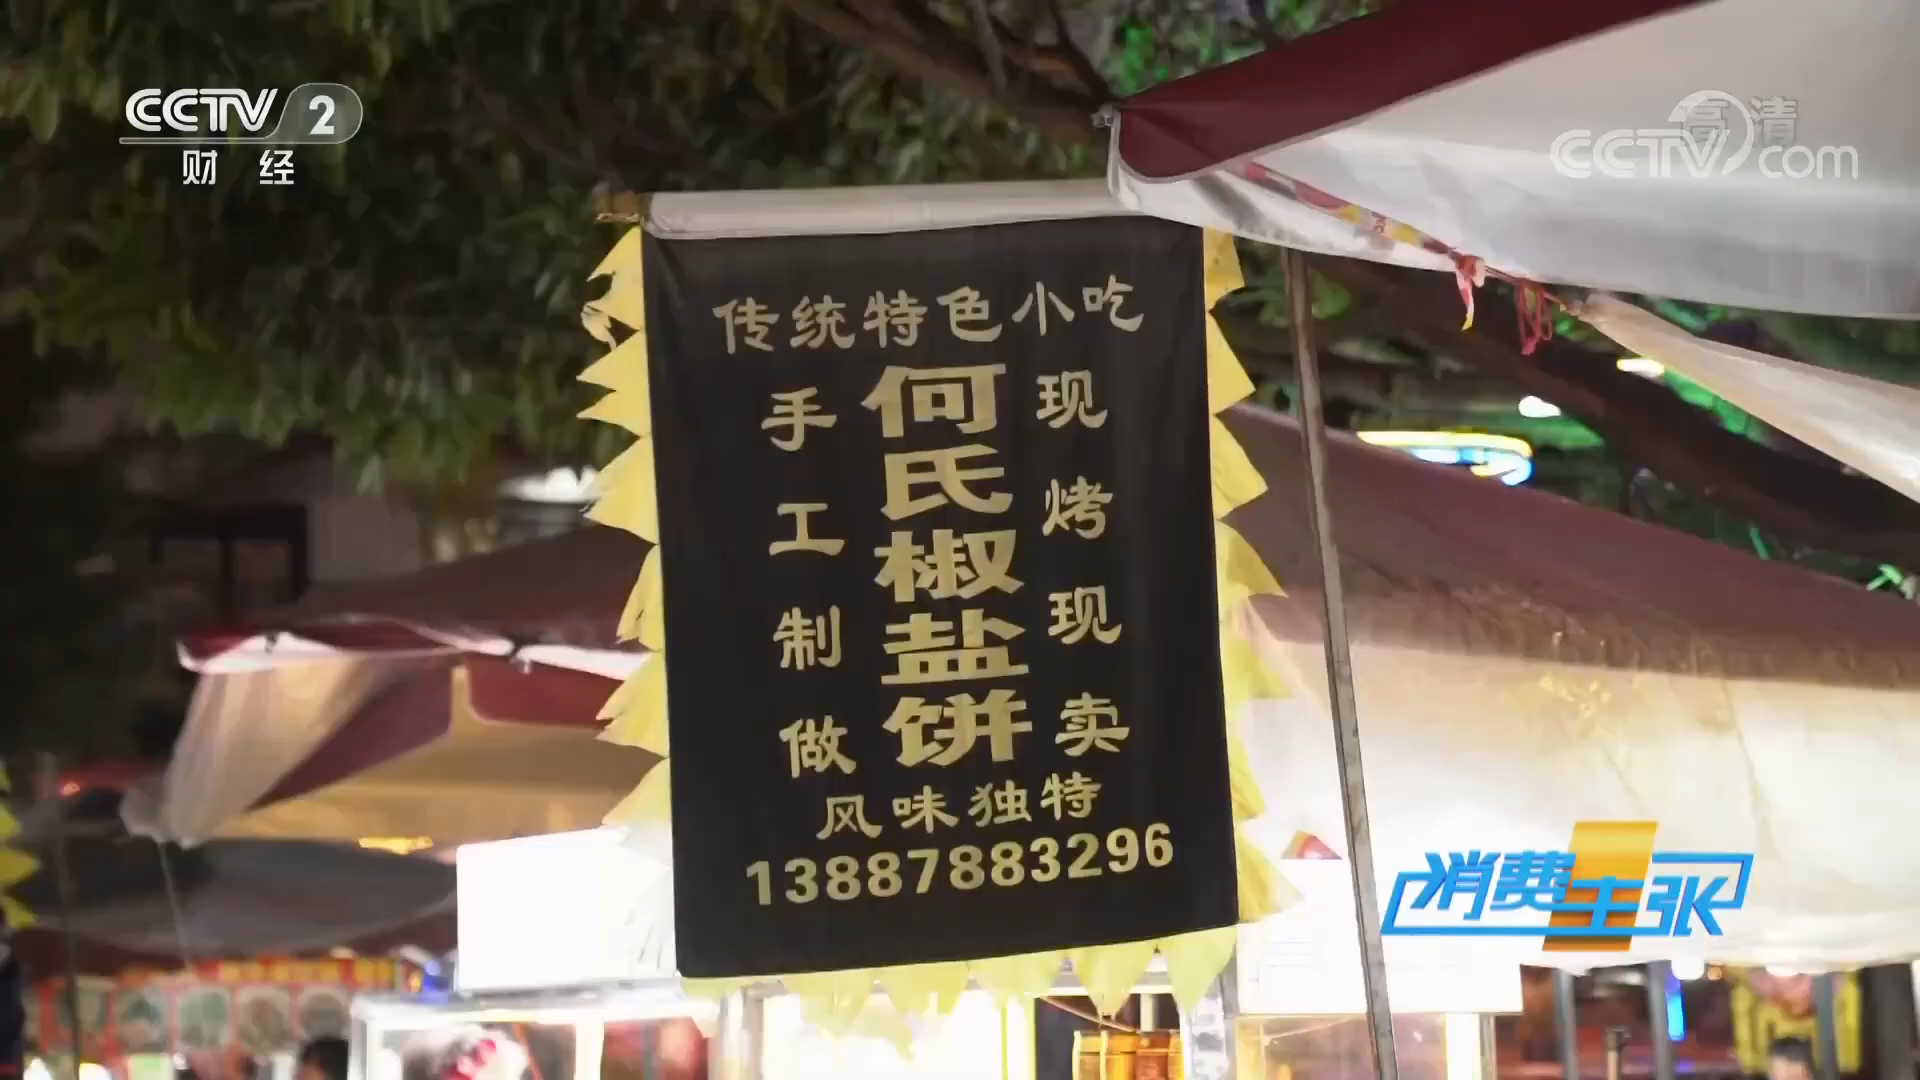 CCTV 2
财经
高清
CCTV.com
传统特色小吃
手工制做
何氏椒盐饼
现烤现卖
风味独特
13887883296
消费主张